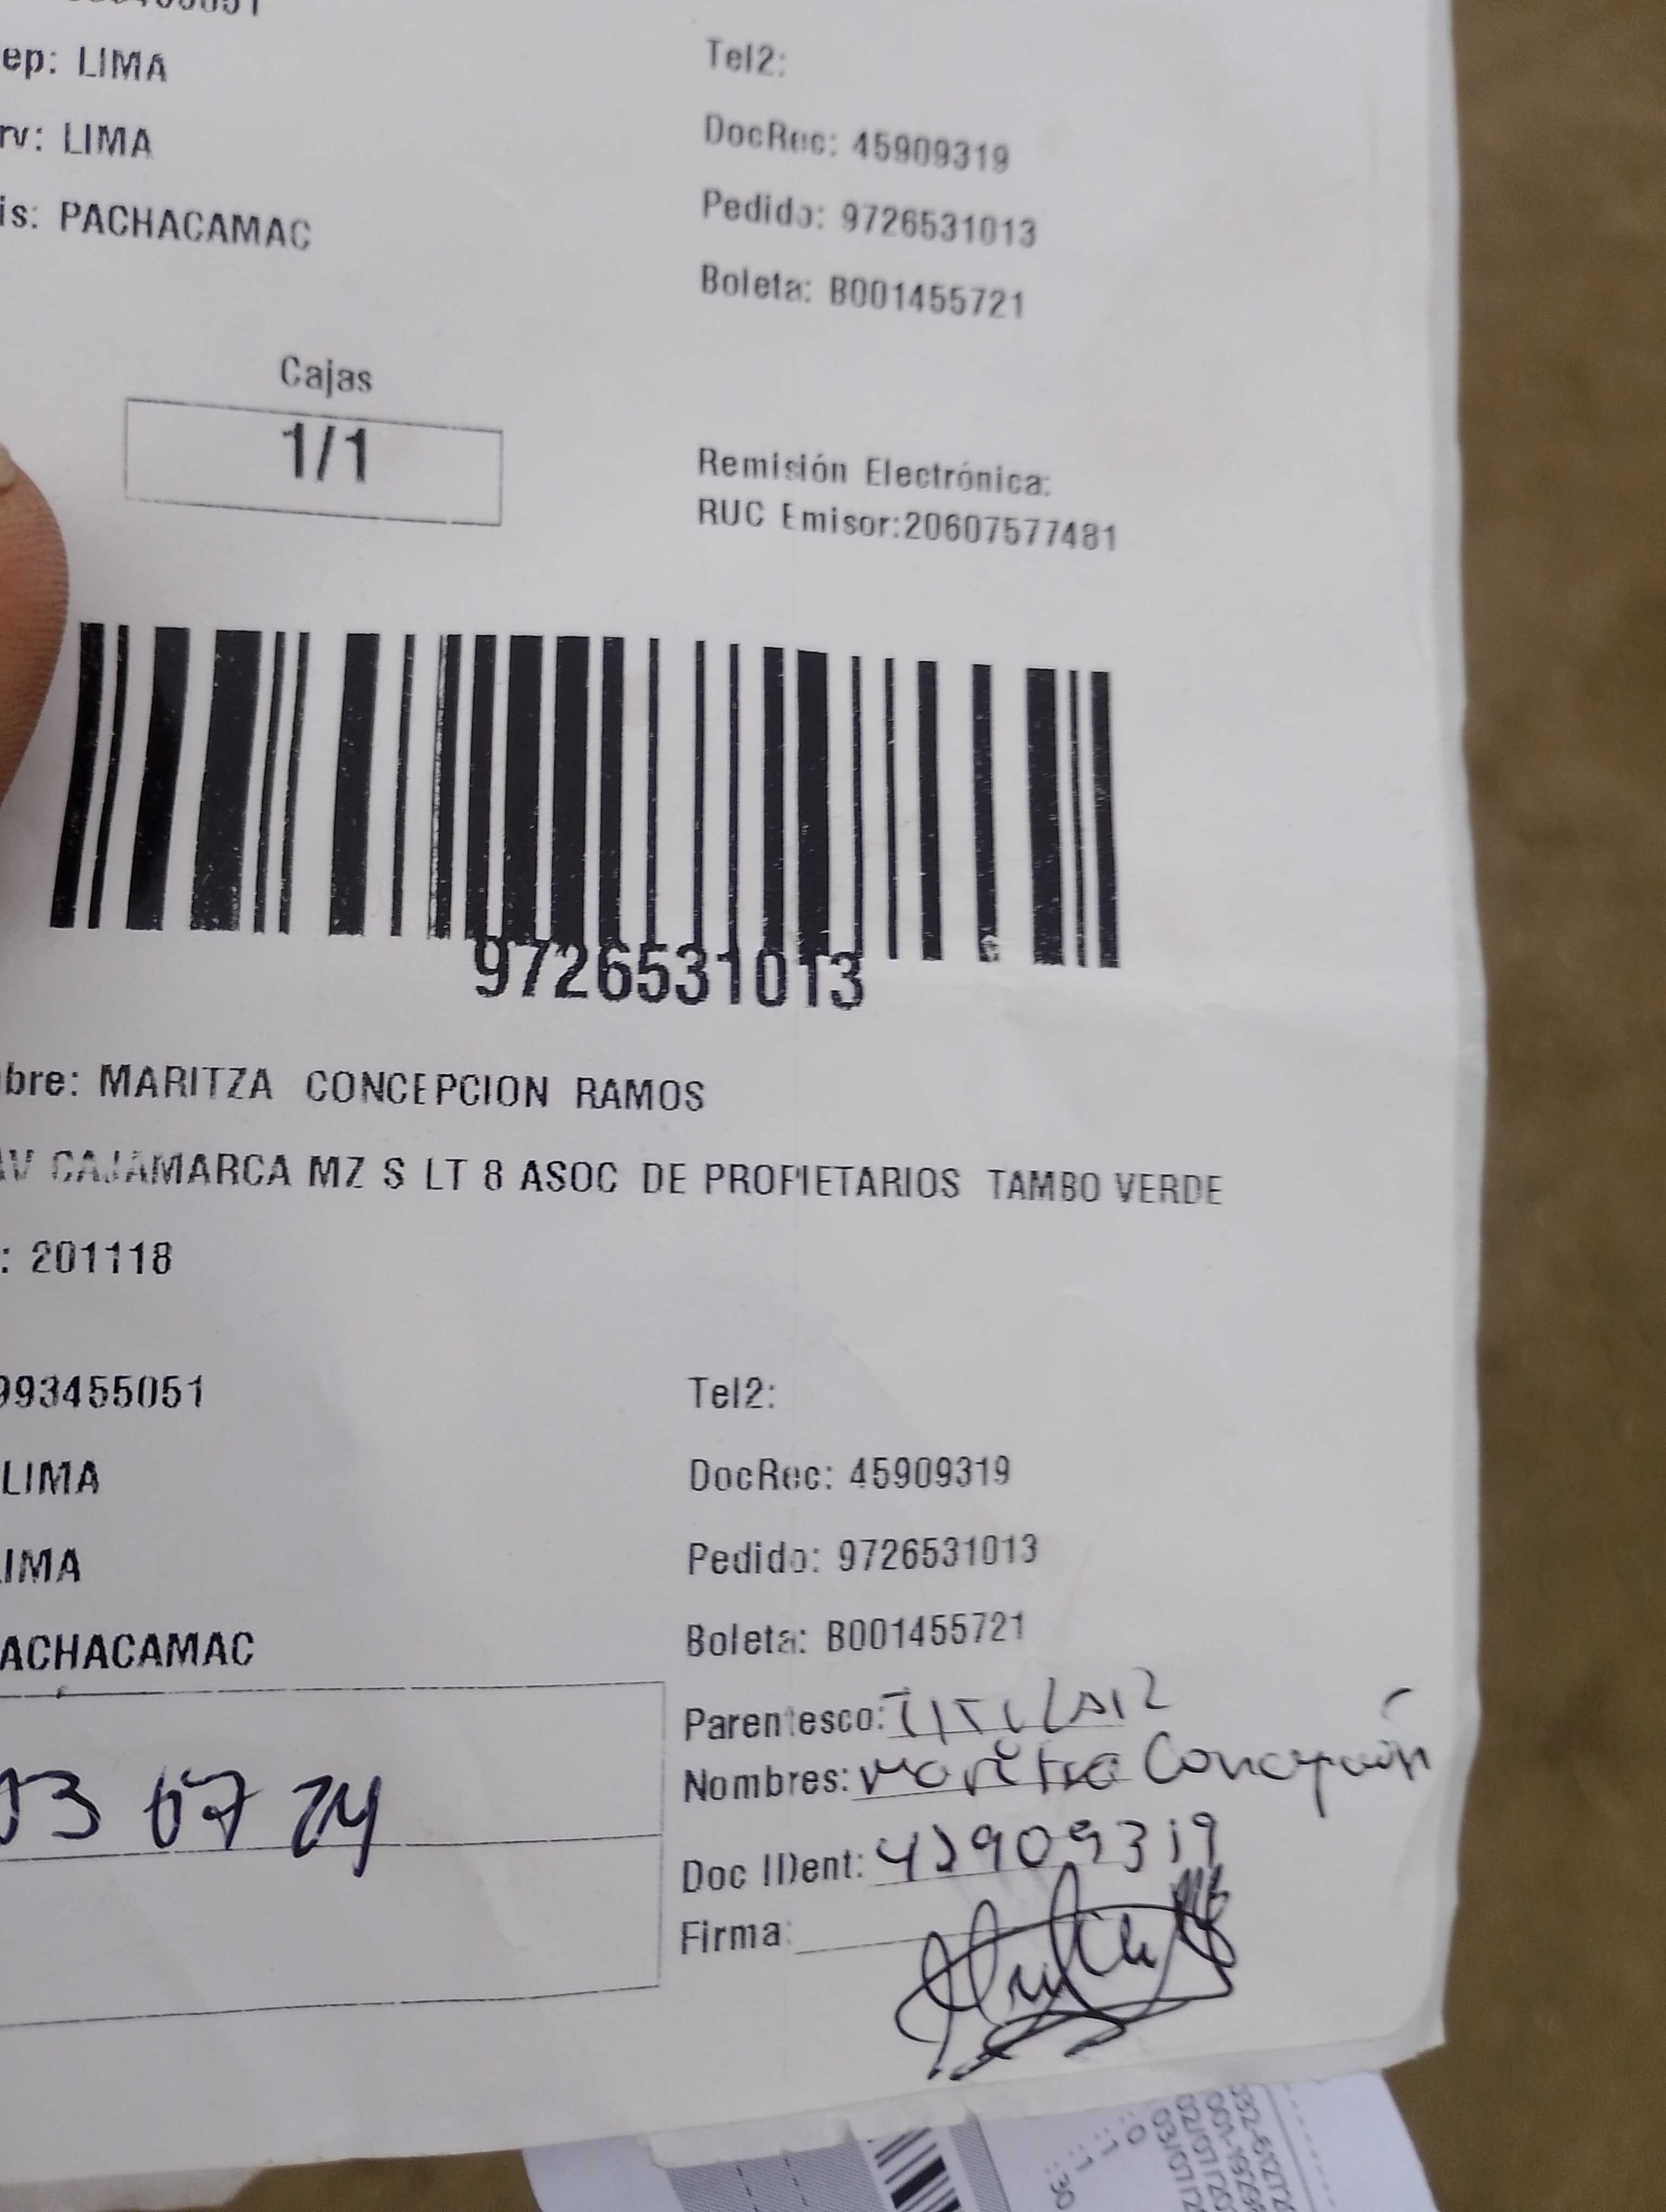 ep: LIMA
Tel2:
rv: LIMA
DocRec: 45909319
is: PACHACAMAC
Pedido: 9726531013
Boleta: B001455721
Cajas
1/1
Remisión Electrónica:
RUC Emisor:20607577481
9726531013
bre: MARITZA CONCEPCION RAMOS
AV CAJAMARCA MZ S LT 8 ASOC DE PROPIETARIOS TAMBO VERDE
: 201118
993455051
Tel2:
LIMA
DocRec: 45909319
IMA
Pedido: 9726531013
ACHACAMAC
Boleta: B001455721
Parentesco: TITULAR
Nombres: Maritza Concepción
03 07 24
Doc IDent: 45909319
Firma: